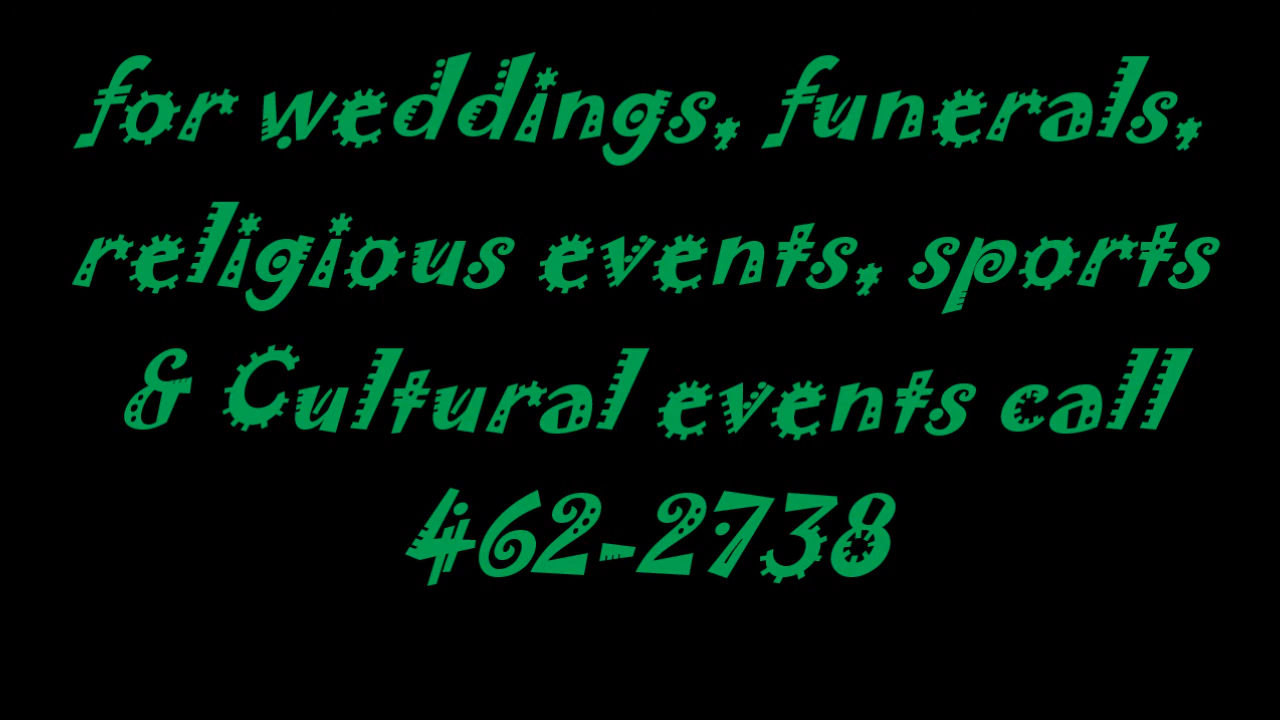 for weddings, funerals,
religious events, sports
& Cultural events call
462-2738